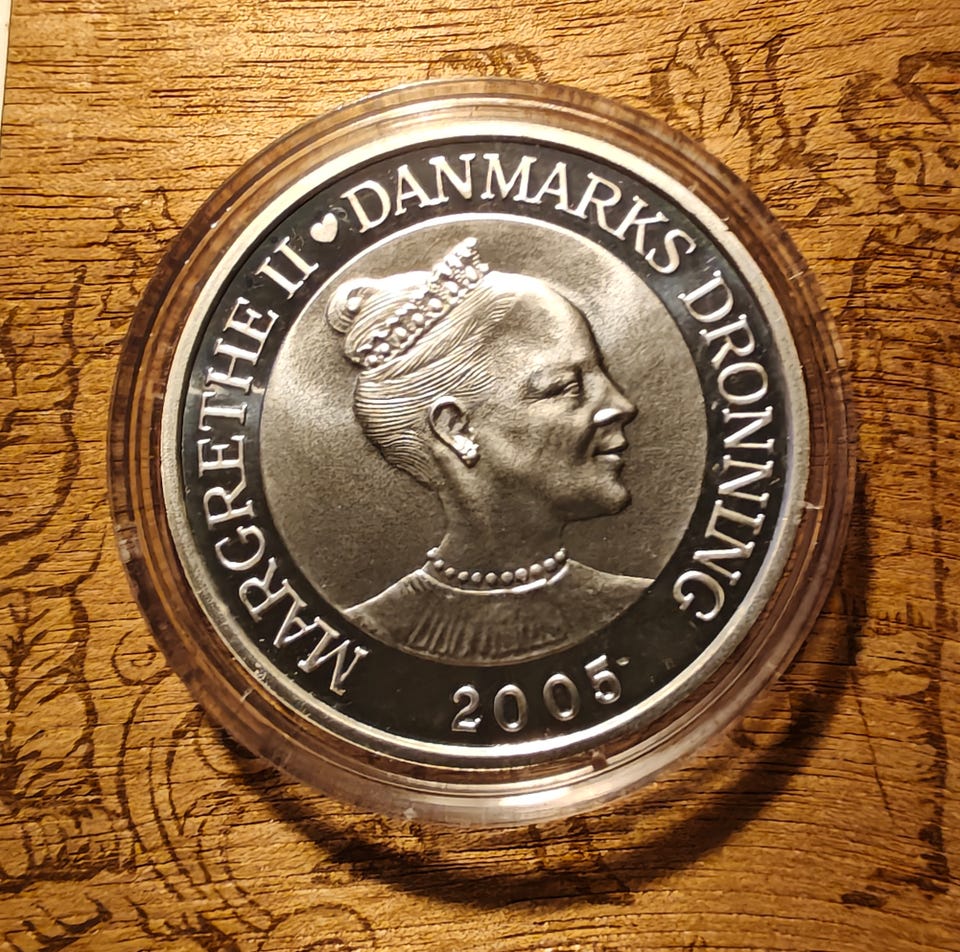 MARGRETHE II ♥ DANMARKS DRONNING
2005